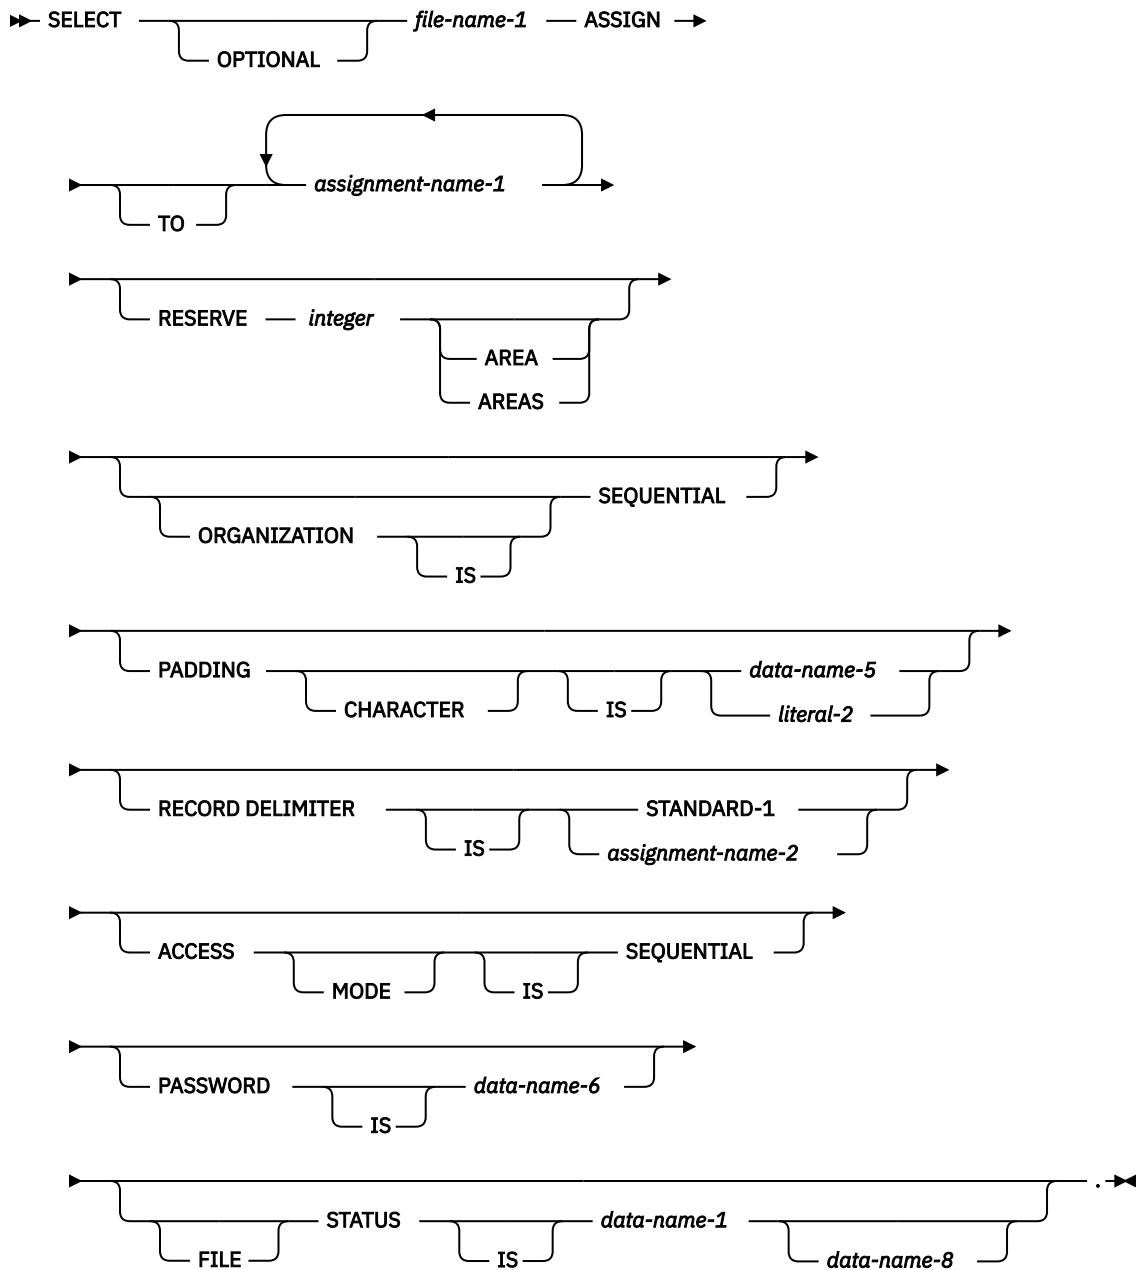 SELECT file-name-1 ASSIGN
OPTIONAL
assignment-name-1
TO
RESERVE integer
AREA
AREAS
SEQUENTIAL
ORGANIZATION
IS
PADDING data-name-5
CHARACTER IS literal-2
RECORD DELIMITER STANDARD-1
IS assignment-name-2
ACCESS SEQUENTIAL
MODE IS
PASSWORD data-name-6
IS
.
STATUS data-name-1
FILE IS data-name-8